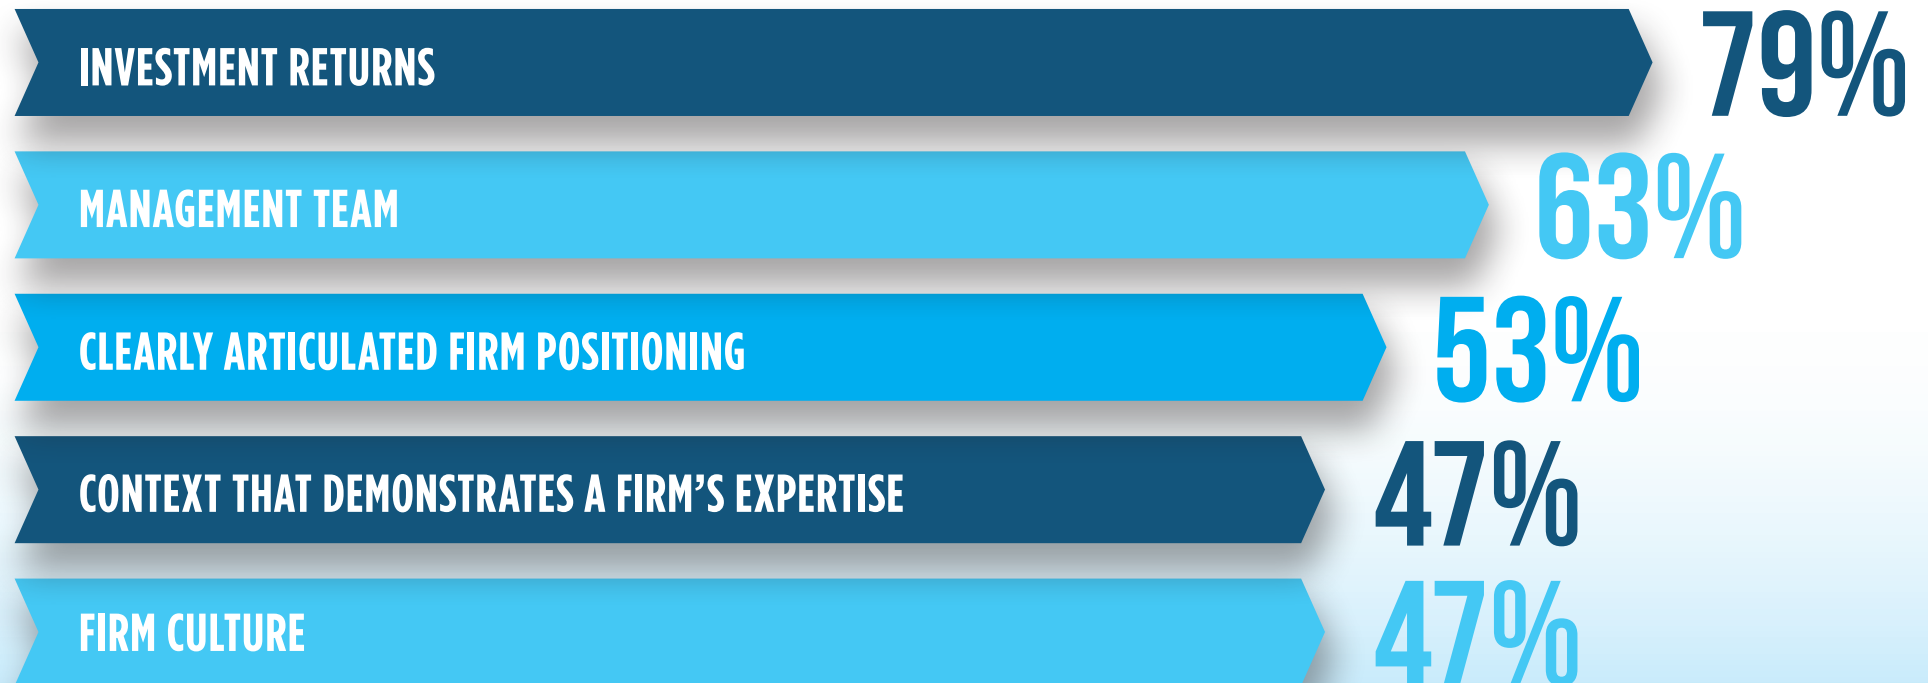 INVESTMENT RETURNS 79%
MANAGEMENT TEAM 63%
CLEARLY ARTICULATED FIRM POSITIONING 53%
CONTEXT THAT DEMONSTRATES A FIRM'S EXPERTISE 47%
FIRM CULTURE 47%